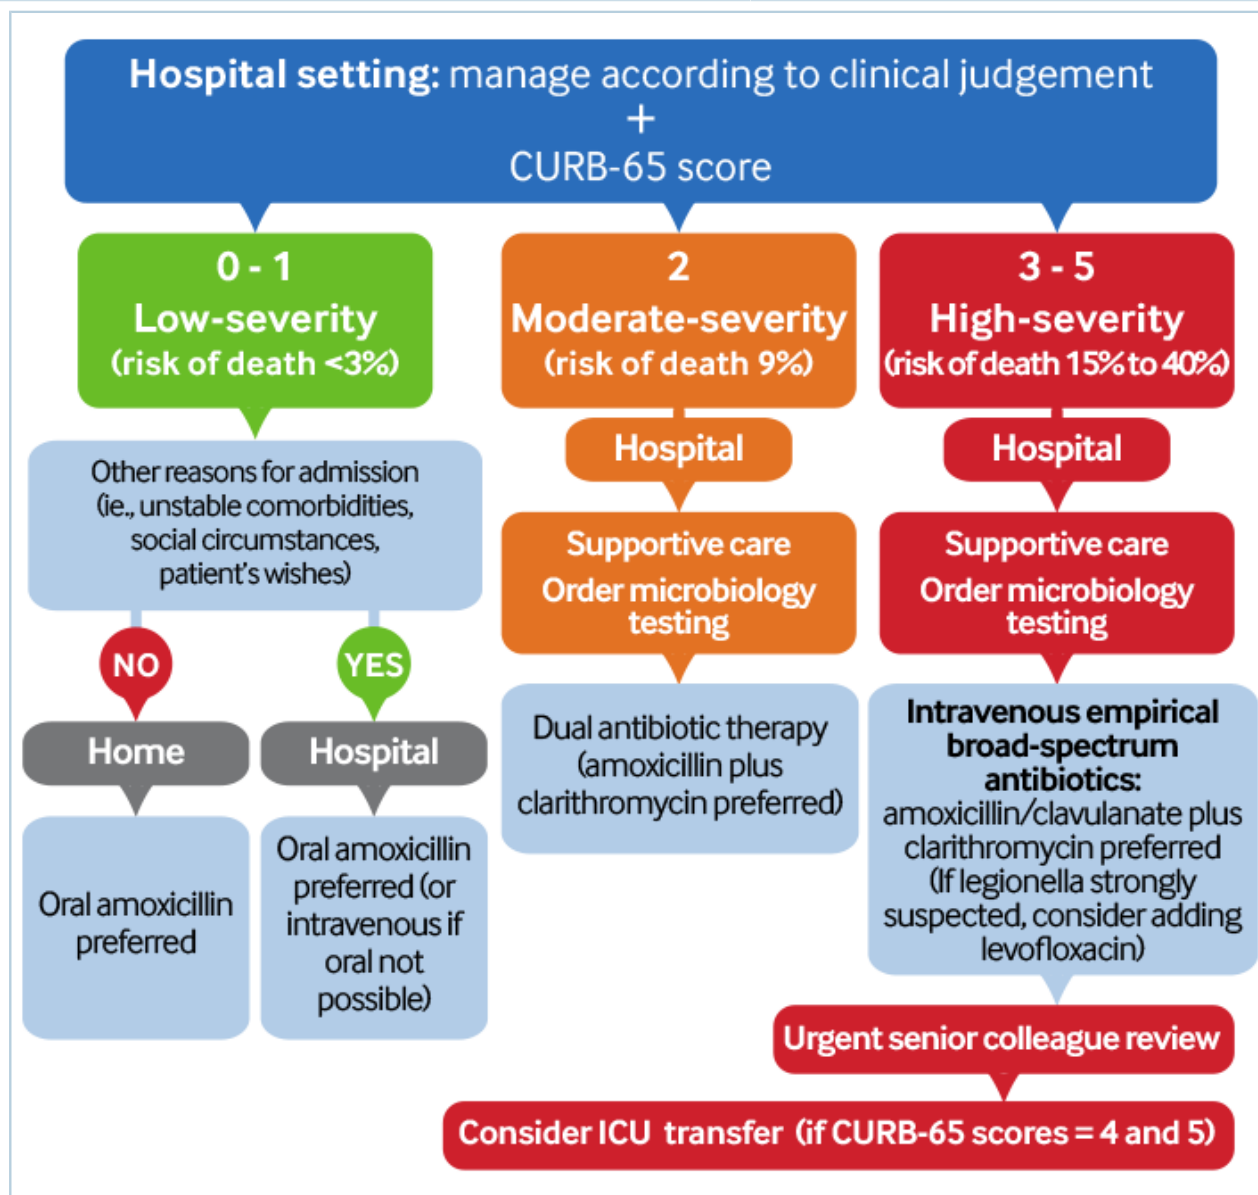 Hospital setting: manage according to clinical judgement
+
CURB-65 score
0 - 1
Low-severity
(risk of death <3%)
Other reasons for admission
(ie., unstable comorbidities,
social circumstances,
patient's wishes)
NO
YES
Home
Hospital
Oral amoxicillin
preferred
Oral amoxicillin
preferred (or
intravenous if
oral not
possible)
2
Moderate-severity
(risk of death 9%)
Hospital
Supportive care
Order microbiology
testing
Dual antibiotic therapy
(amoxicillin plus
clarithromycin preferred)
3 - 5
High-severity
(risk of death 15% to 40%)
Hospital
Supportive care
Order microbiology
testing
Intravenous empirical
broad-spectrum
antibiotics:
amoxicillin/clavulanate plus
clarithromycin preferred
(If legionella strongly
suspected, consider adding
levofloxacin)
Urgent senior colleague review
Consider ICU transfer (if CURB-65 scores = 4 and 5)